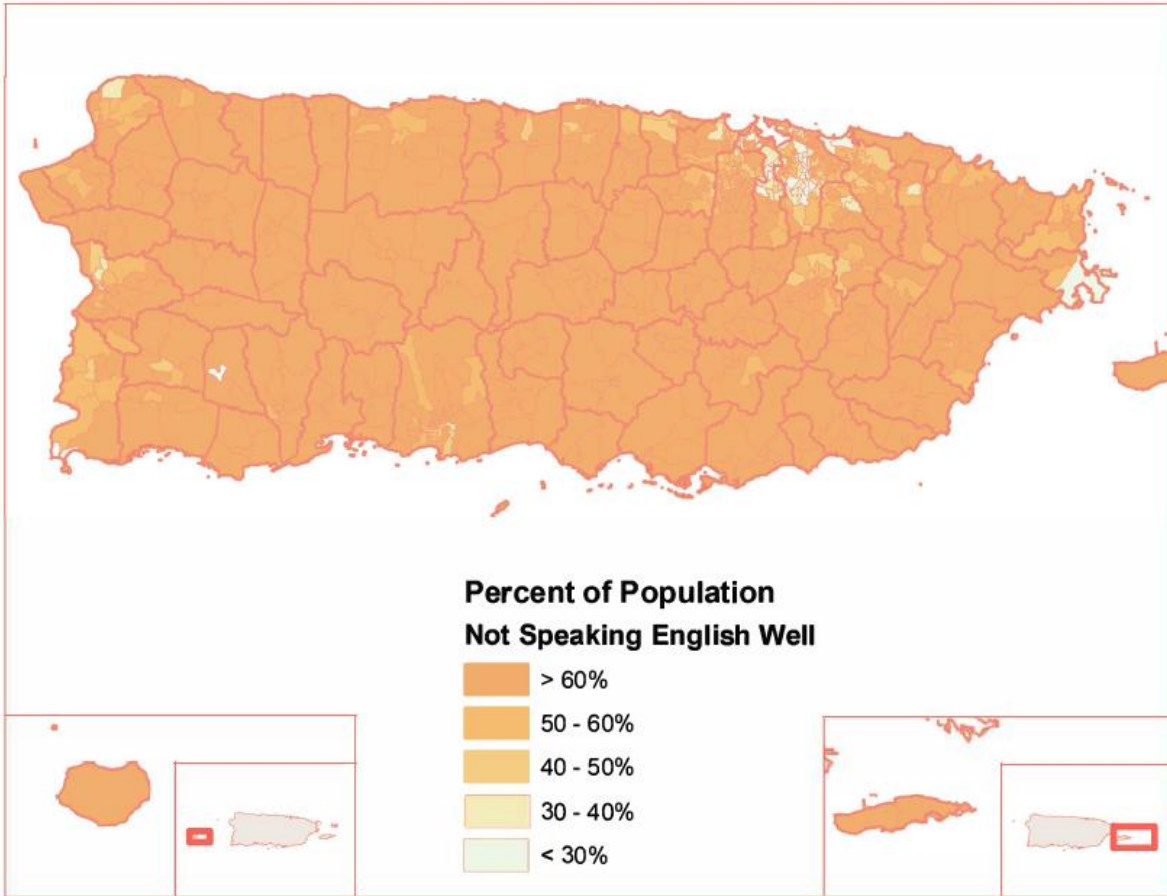 Percent of Population
Not Speaking English Well
> 60%
50 - 60%
40 - 50%
30 - 40%
< 30%